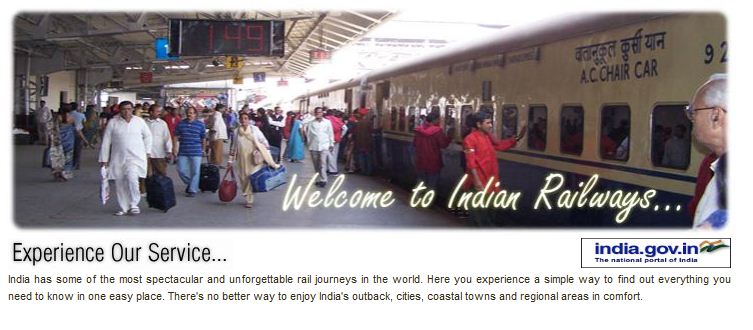 1:49
वातानुकूल कुर्सी यान
A.C. CHAIR CAR
92
Welcome to Indian Railways...
Experience Our Service...
india.gov.in
The national portal of India
India has some of the most spectacular and unforgettable rail journeys in the world. Here you experience a simple way to find out everything you
need to know in one easy place. There's no better way to enjoy India's outback, cities, coastal towns and regional areas in comfort.